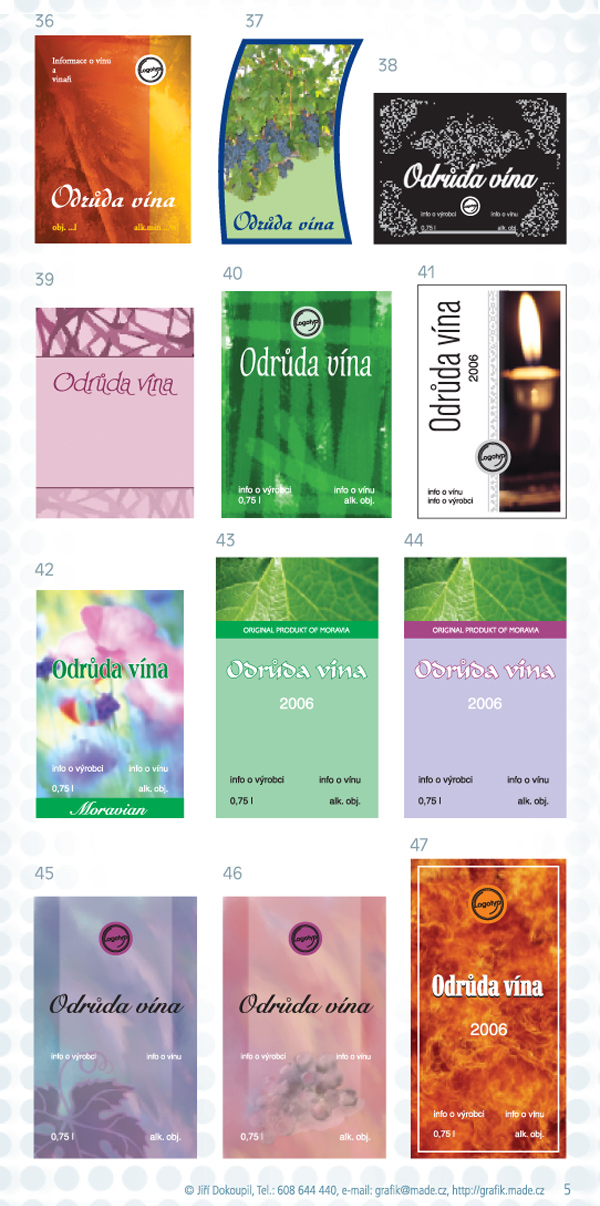 36
Informace o vínu
a
vinaři
Logotyp
Odrůda vína
obj. ...l
alk.min ...%
37
Odrůda vína
38
Odrůda vína
info o výrobci
info o vínu
0,75 l
alk. obj.
39
Odrůda vína
40
Logotyp
Odrůda vína
info o výrobci
info o vínu
0,75 l
alk. obj.
41
Odrůda vína
2006
Logotyp
info o vínu
info o výrobci
42
Odrůda vína
info o výrobci
info o vínu
0,75 l
alk. obj.
Moravian
43
ORIGINAL PRODUKT OF MORAVIA
Odrůda vína
2006
info o výrobci
info o vínu
0,75 l
alk. obj.
44
ORIGINAL PRODUKT OF MORAVIA
Odrůda vína
2006
info o výrobci
info o vínu
0,75 l
alk. obj.
45
Logotyp
Odrůda vína
info o výrobci
info o vínu
0,75 l
alk. obj.
46
Logotyp
Odrůda vína
info o výrobci
info o vínu
0,75 l
alk. obj.
47
Logotyp
Odrůda vína
2006
info o výrobci
info o vínu
0,75 l
alk. obj.
© Jiří Dokoupil, Tel.: 608 644 440, e-mail: grafik@made.cz, http://grafik.made.cz 5